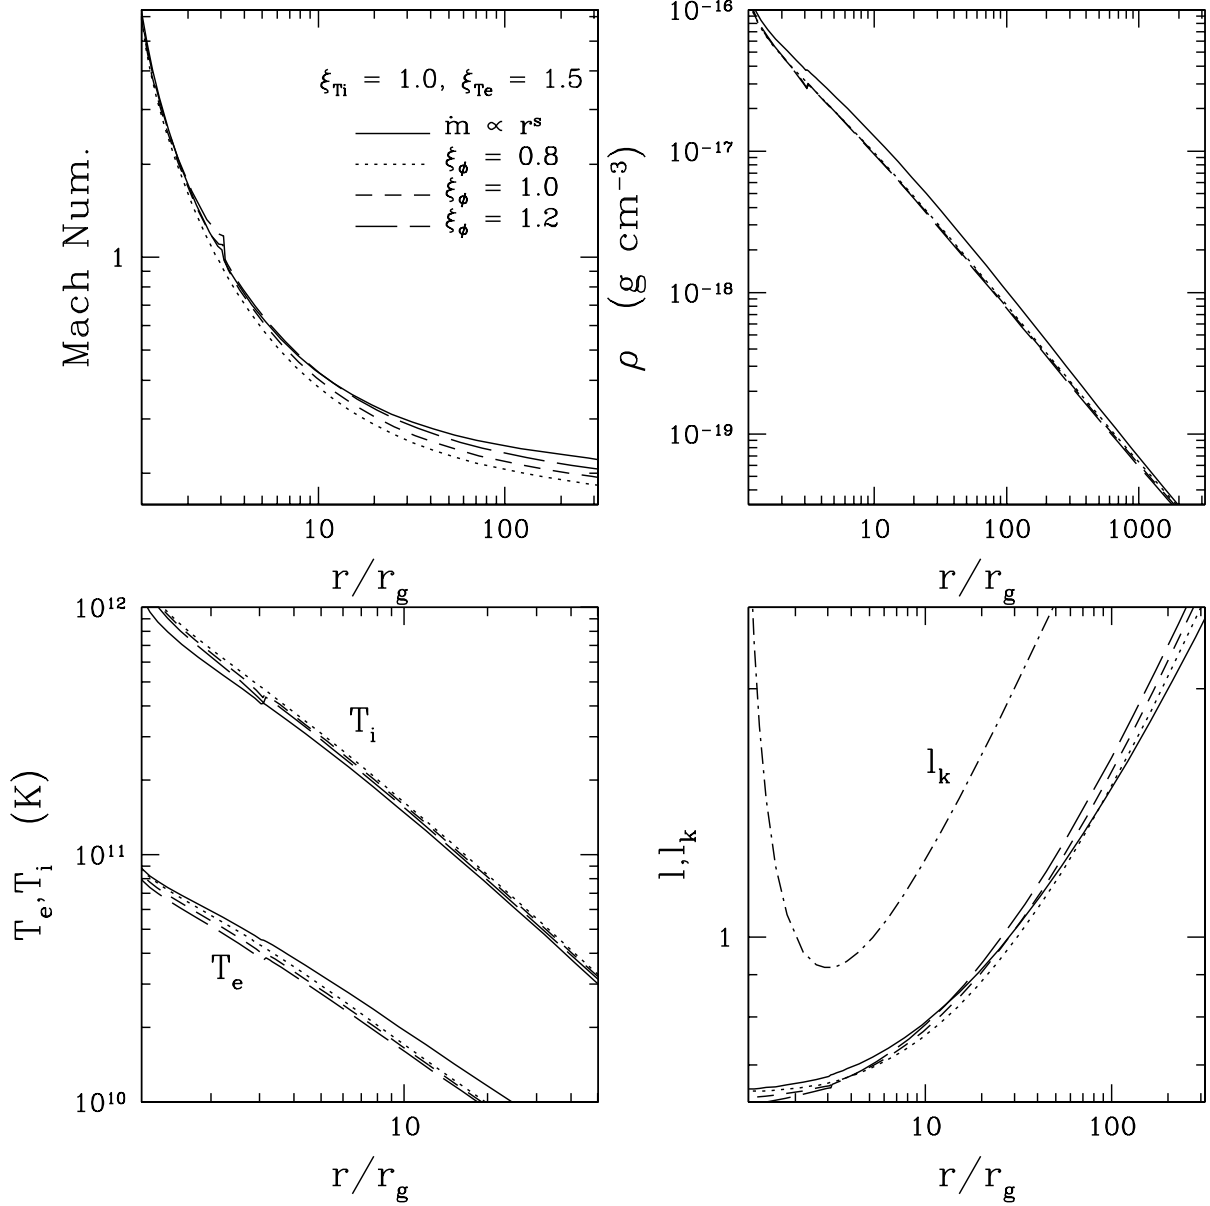 ξ_Ti = 1.0, ξ_Te = 1.5
ṁ ∝ r^s
ξ_ϕ = 0.8
ξ_ϕ = 1.0
ξ_ϕ = 1.2
Mach Num.
1
10 100
r/r_g
10^-16
10^-17
10^-18
10^-19
ρ (g cm^-3)
10 100 1000
r/r_g
10^12
10^11
10^10
T_e,T_i (K)
T_i
T_e
10
r/r_g
l,l_k
1
l_k
10 100
r/r_g